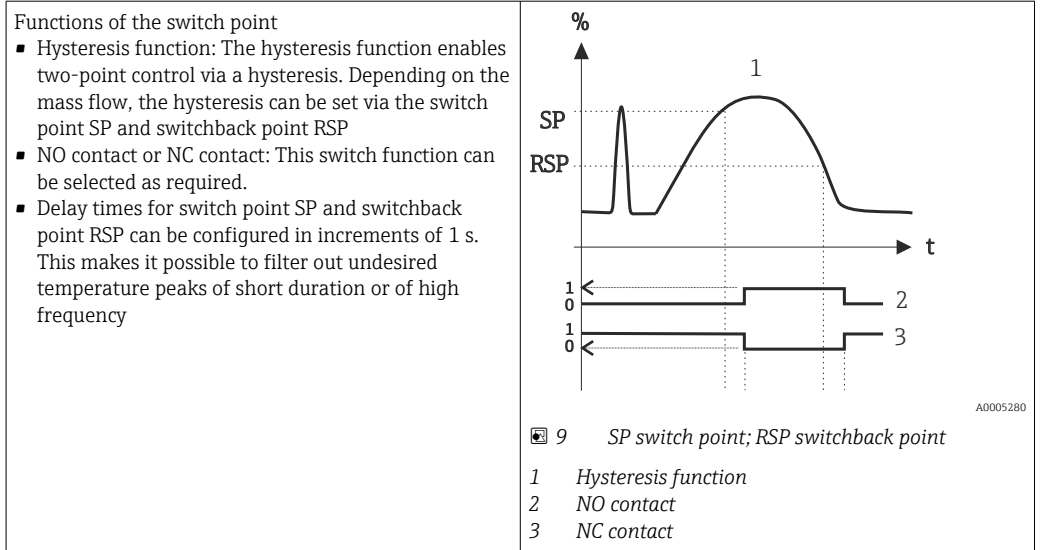 Functions of the switch point
▪ Hysteresis function: The hysteresis function enables
two-point control via a hysteresis. Depending on the
mass flow, the hysteresis can be set via the switch
point SP and switchback point RSP
▪ NO contact or NC contact: This switch function can
be selected as required.
▪ Delay times for switch point SP and switchback
point RSP can be configured in increments of 1 s.
This makes it possible to filter out undesired
temperature peaks of short duration or of high
frequency
%
1
SP
RSP
t
1
0
2
1
0
3
A0005280
9 SP switch point; RSP switchback point
1 Hysteresis function
2 NO contact
3 NC contact